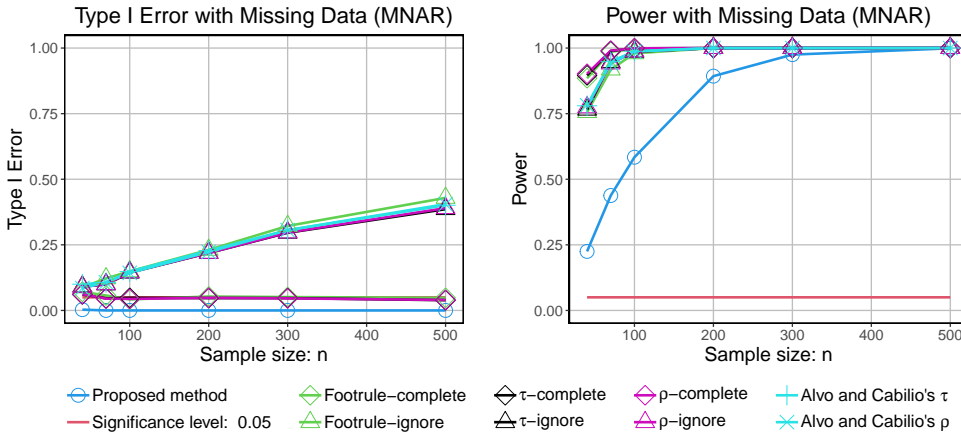 Type I Error with Missing Data (MNAR)
1.00
0.75
0.50
0.25
0.00
Type I Error
100
200
300
400
500
Sample size: n
Power with Missing Data (MNAR)
1.00
0.75
0.50
0.25
0.00
Power
100
200
300
400
500
Sample size: n
Proposed method
Significance level: 0.05
Footrule−complete
Footrule−ignore
τ−complete
τ−ignore
ρ−complete
ρ−ignore
Alvo and Cabilio's τ
Alvo and Cabilio's ρ